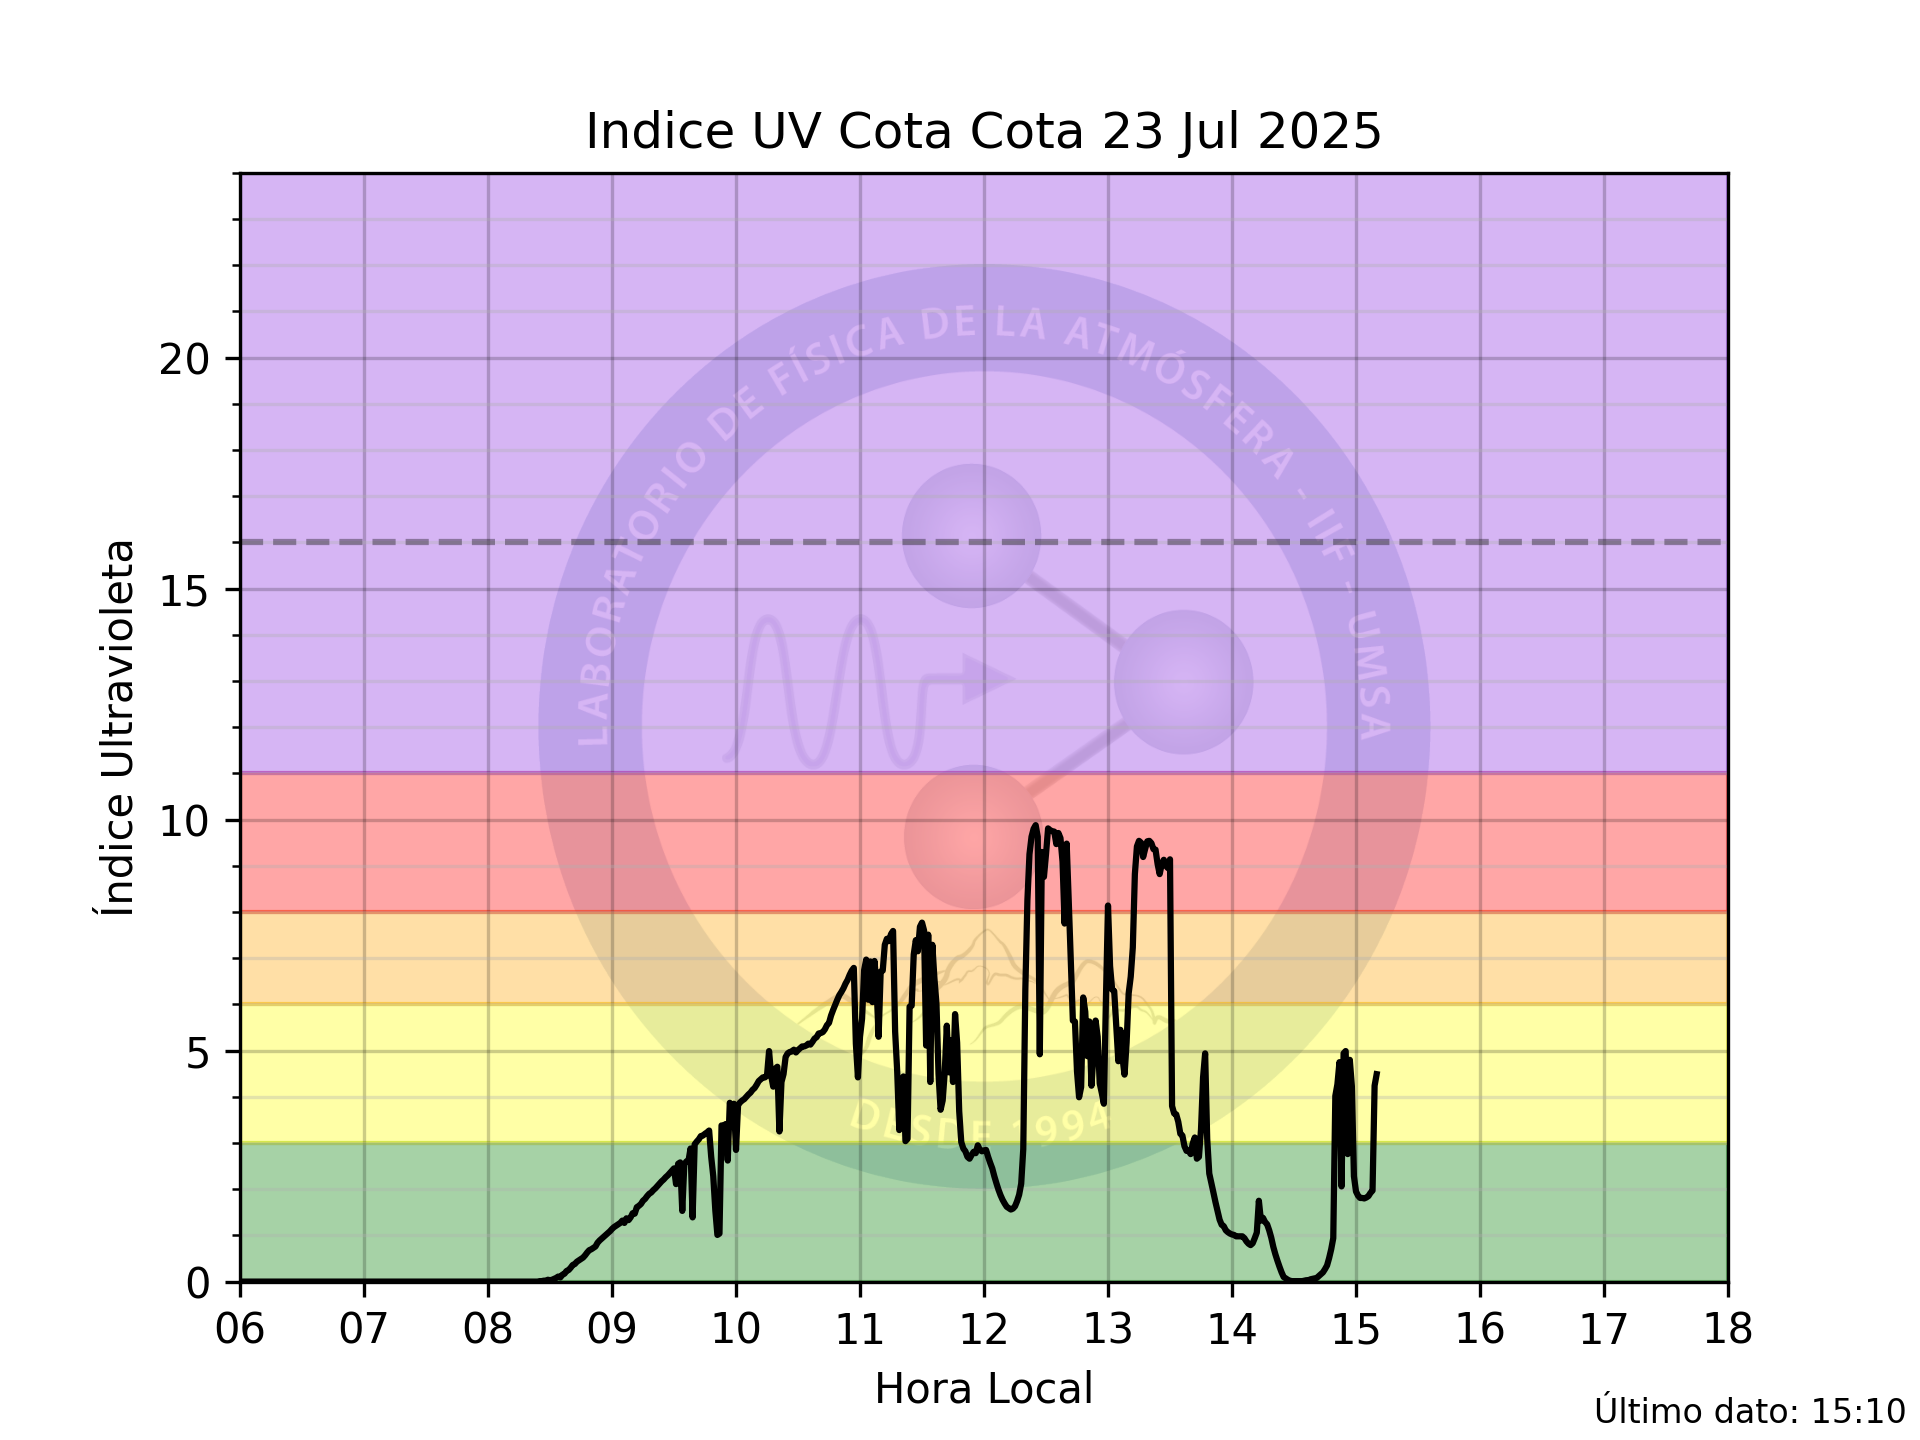 Indice UV Cota Cota 23 Jul 2025
Índice Ultravioleta
20
15
10
5
0
LABORATORIO DE FÍSICA DE LA ATMÓSFERA - IIF - UMSA
DESDE 1994
06 07 08 09 10 11 12 13 14 15 16 17 18
Hora Local
Último dato: 15:10